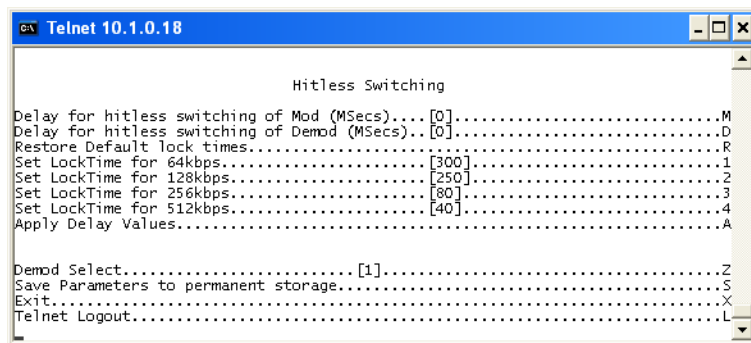 Telnet 10.1.0.18
Hitless Switching
Delay for hitless switching of Mod (MSecs)....[0]..............................M
Delay for hitless switching of Demod (MSecs)..[0]..............................D
Restore Default lock times.....................................................R
Set LockTime for 64kbps.......................[300]............................1
Set LockTime for 128kbps......................[250]............................2
Set LockTime for 256kbps......................[80].............................3
Set LockTime for 512kbps......................[40].............................4
Apply Delay Values.............................................................A
Demod Select..........................[1]......................................Z
Save Parameters to permanent storage...........................................S
Exit...........................................................................X
Telnet Logout..................................................................L